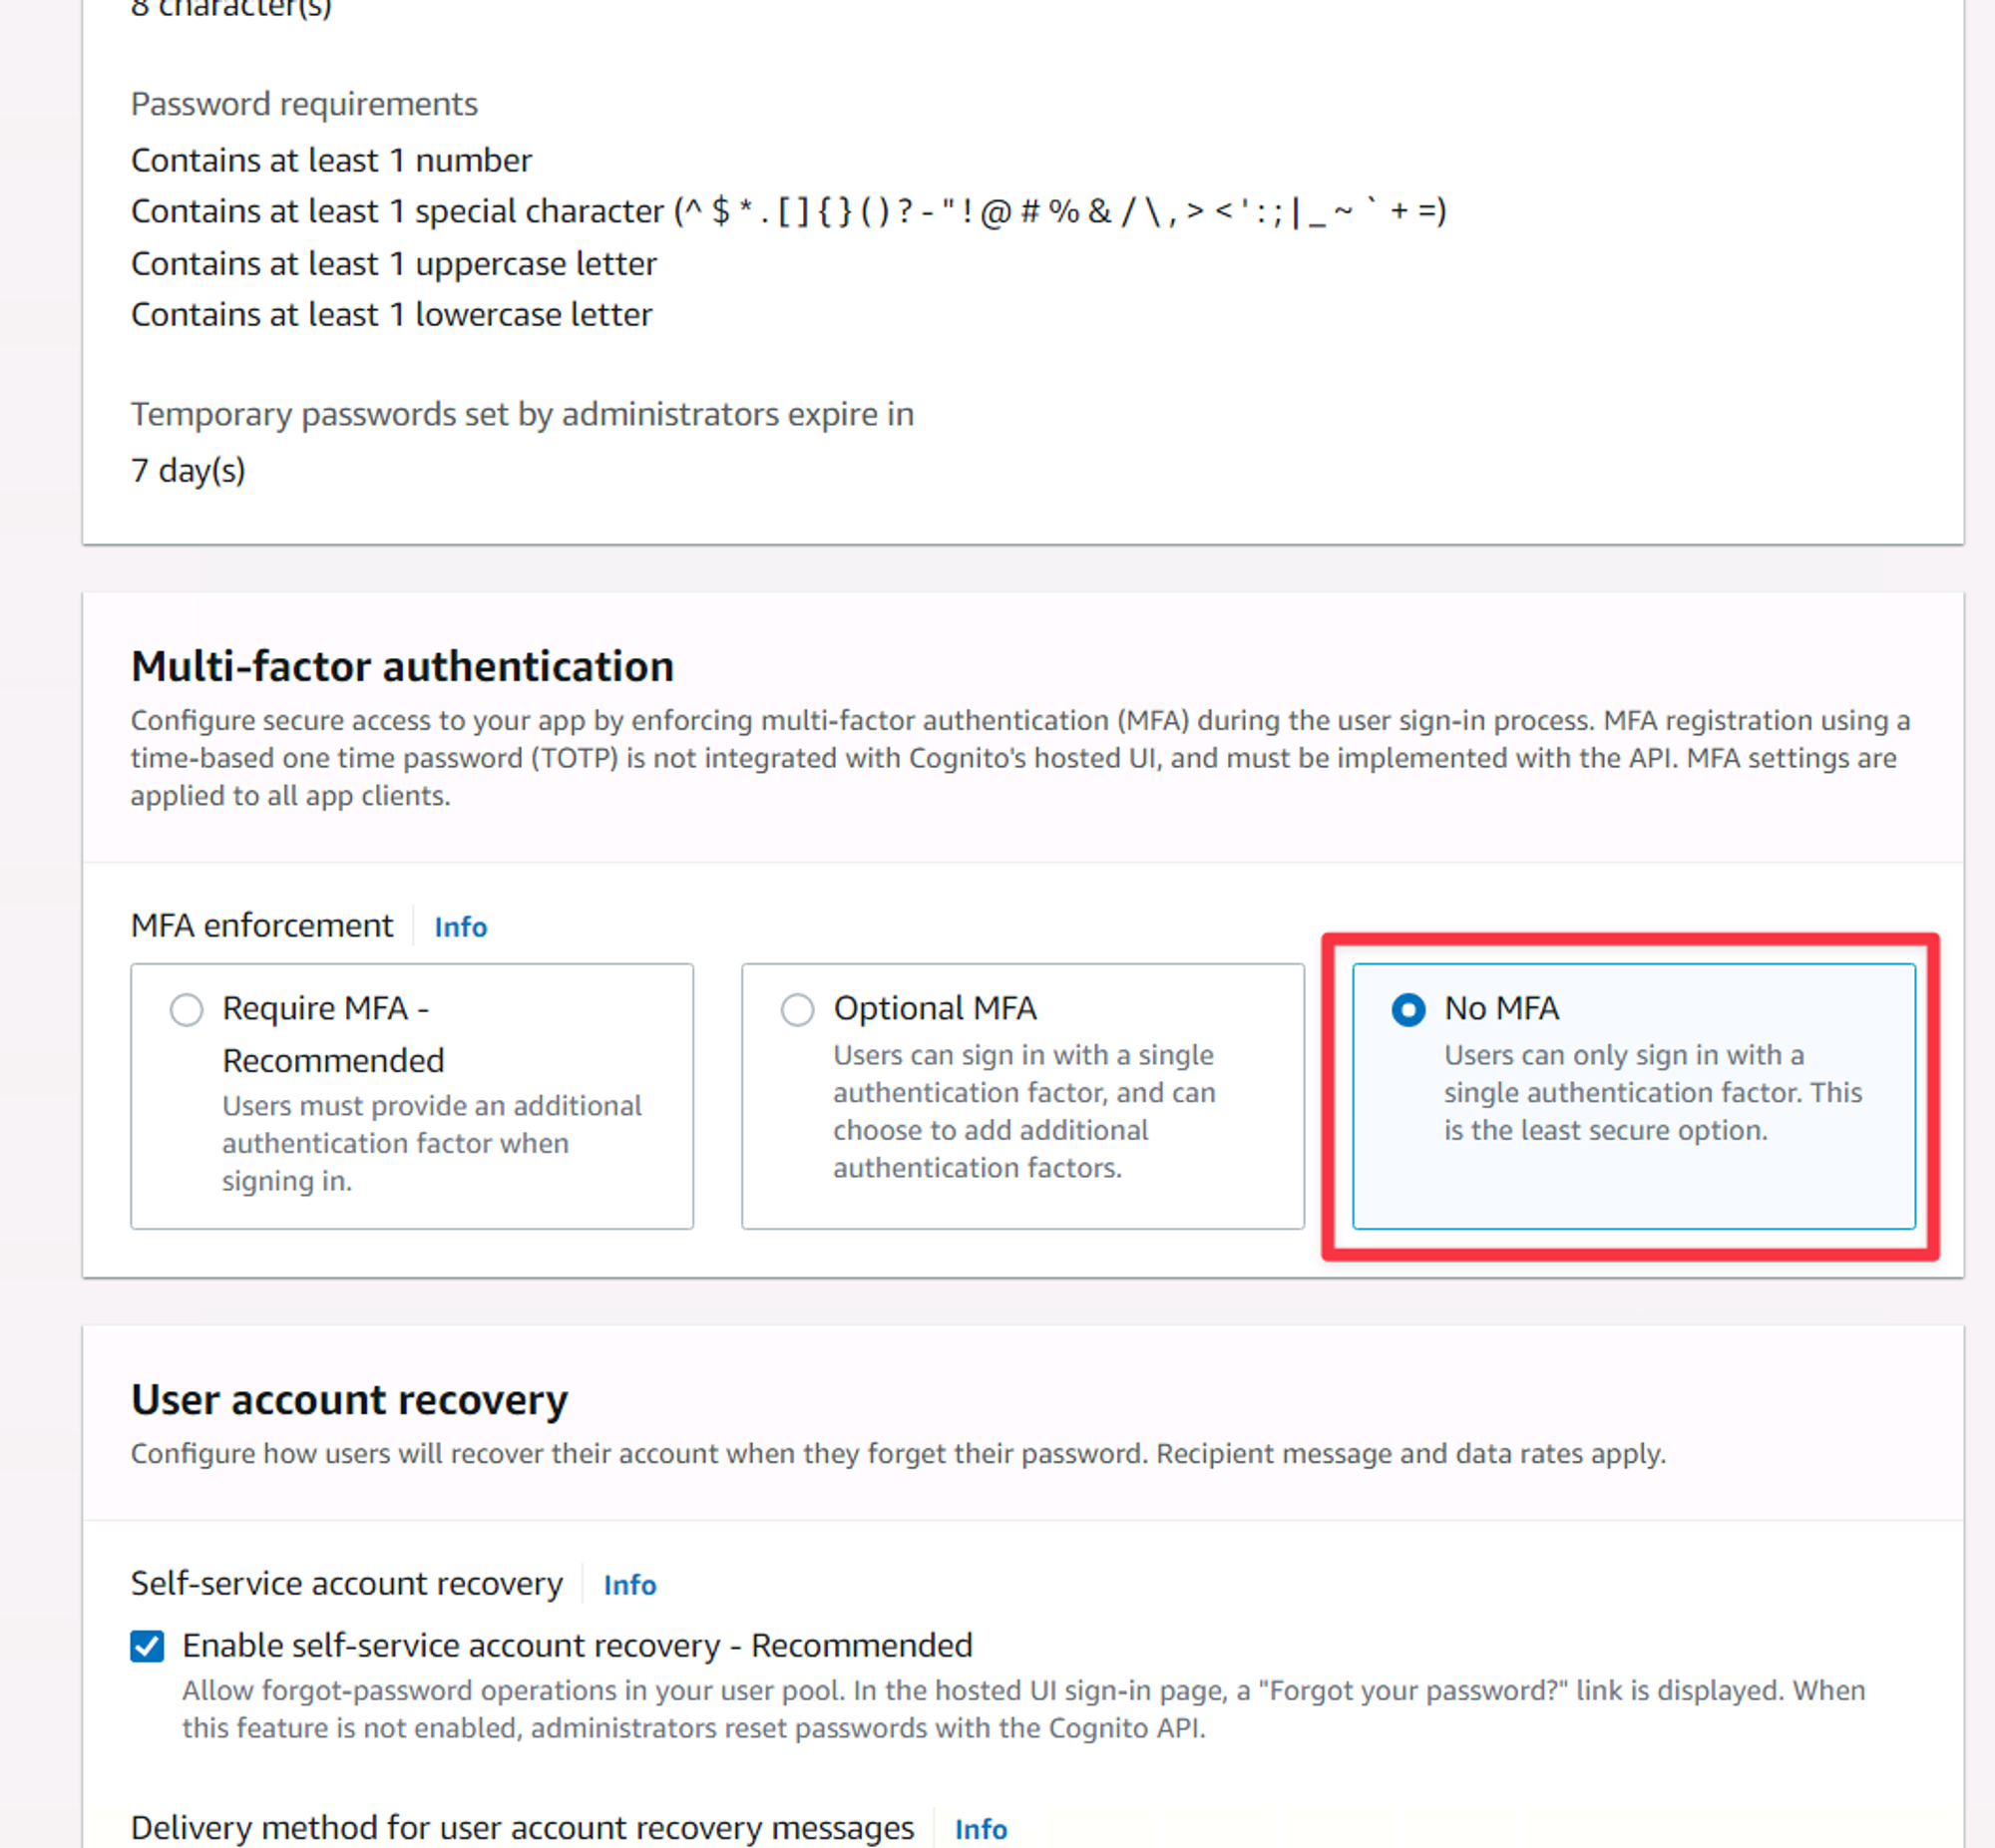 8 character(s)
Password requirements
Contains at least 1 number
Contains at least 1 special character (^ $ * . [ ] { } ( ) ? - " ! @ # % & / \ , > < ' : ; | _ ~ ` + =)
Contains at least 1 uppercase letter
Contains at least 1 lowercase letter
Temporary passwords set by administrators expire in
7 day(s)
Multi-factor authentication
Configure secure access to your app by enforcing multi-factor authentication (MFA) during the user sign-in process. MFA registration using a
time-based one time password (TOTP) is not integrated with Cognito's hosted UI, and must be implemented with the API. MFA settings are
applied to all app clients.
MFA enforcement Info
Require MFA -
Recommended
Users must provide an additional
authentication factor when
signing in.
Optional MFA
Users can sign in with a single
authentication factor, and can
choose to add additional
authentication factors.
No MFA
Users can only sign in with a
single authentication factor. This
is the least secure option.
User account recovery
Configure how users will recover their account when they forget their password. Recipient message and data rates apply.
Self-service account recovery Info
Enable self-service account recovery - Recommended
Allow forgot-password operations in your user pool. In the hosted UI sign-in page, a "Forgot your password?" link is displayed. When
this feature is not enabled, administrators reset passwords with the Cognito API.
Delivery method for user account recovery messages Info